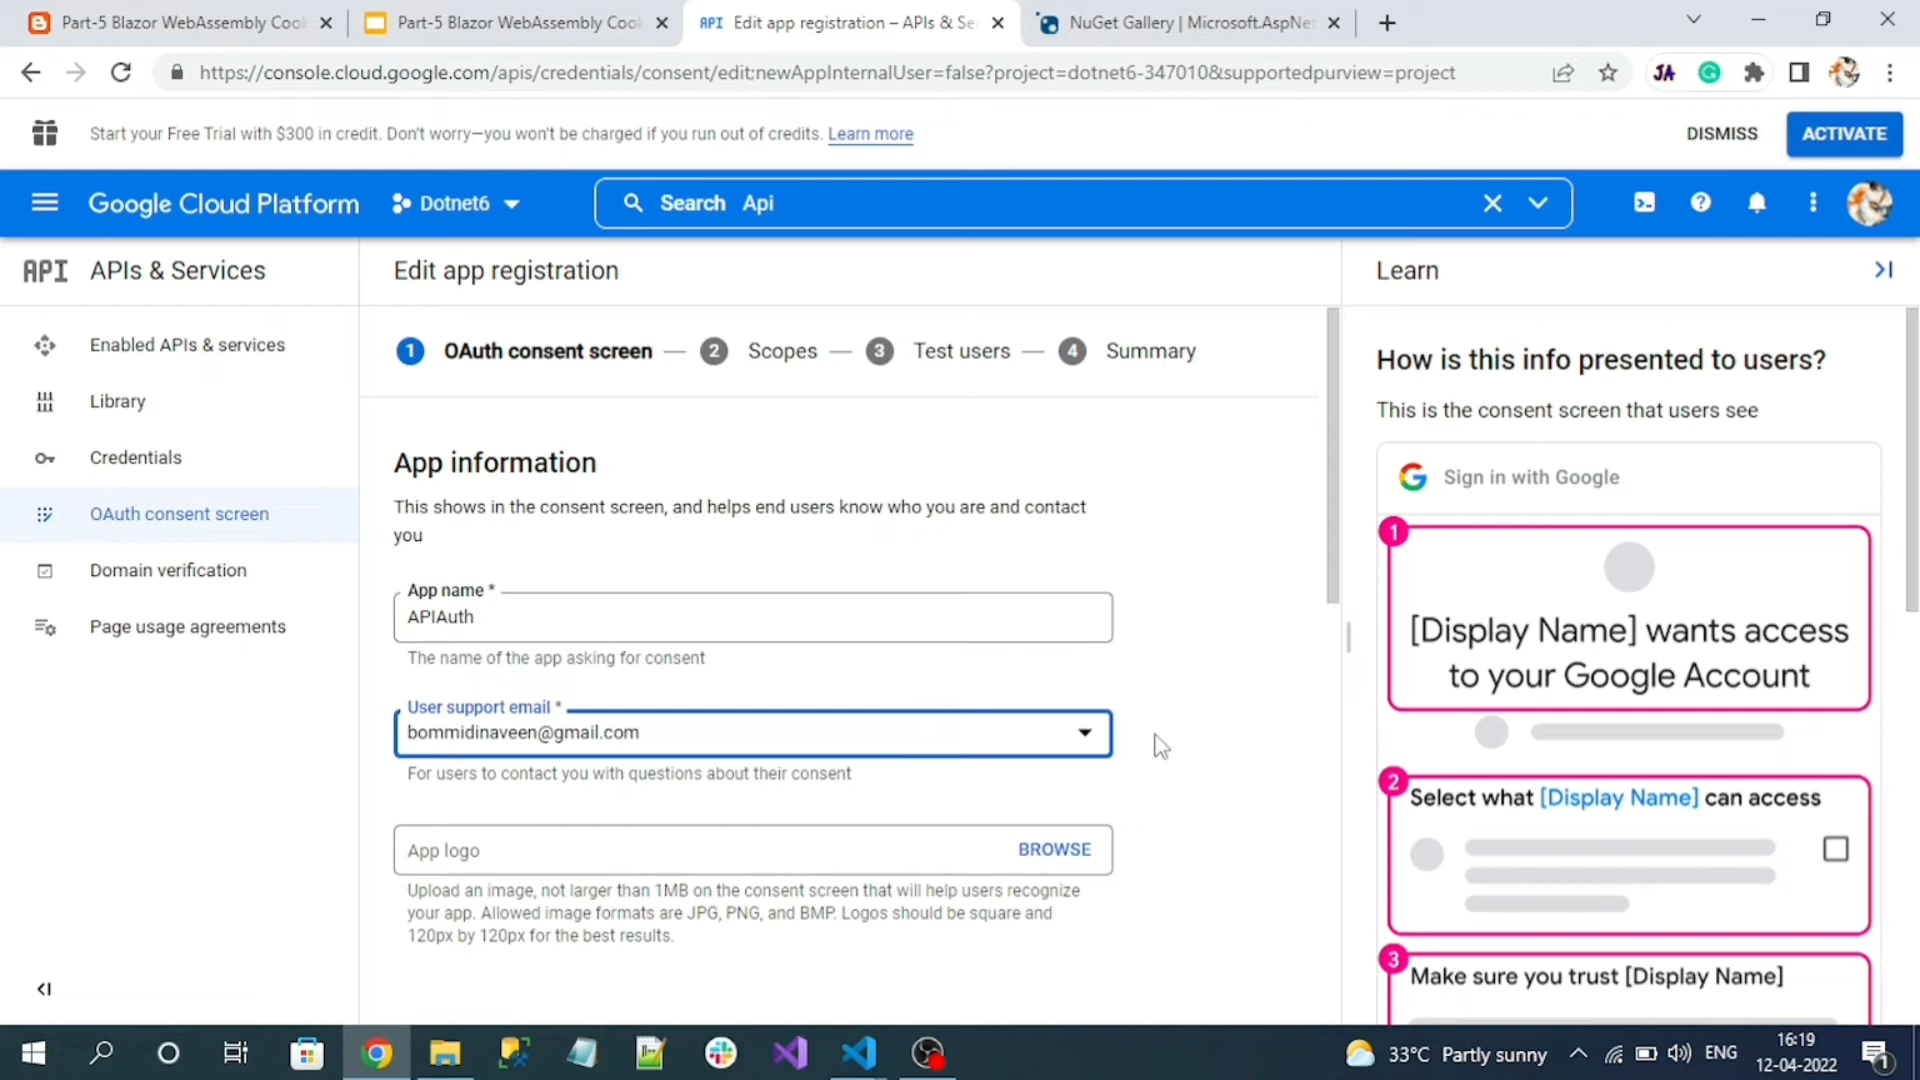 Part-5 Blazor WebAssembly Cook
Part-5 Blazor WebAssembly Cook
API Edit app registration – APIs & Se
NuGet Gallery | Microsoft.AspNet
https://console.cloud.google.com/apis/credentials/consent/edit;newAppInternalUser=false?project=dotnet6-347010&supportedpurview=project
JA
Start your Free Trial with $300 in credit. Don't worry—you won't be charged if you run out of credits. Learn more
DISMISS
ACTIVATE
Google Cloud Platform
Dotnet6
Search Api
API APIs & Services
Enabled APIs & services
Library
Credentials
OAuth consent screen
Domain verification
Page usage agreements
Edit app registration
1 OAuth consent screen — 2 Scopes — 3 Test users — 4 Summary
App information
This shows in the consent screen, and helps end users know who you are and contact
you
App name *
APIAuth
The name of the app asking for consent
User support email *
bommidinaveen@gmail.com
For users to contact you with questions about their consent
App logo
BROWSE
Upload an image, not larger than 1MB on the consent screen that will help users recognize
your app. Allowed image formats are JPG, PNG, and BMP. Logos should be square and
120px by 120px for the best results.
Learn
How is this info presented to users?
This is the consent screen that users see
Sign in with Google
1
[Display Name] wants access
to your Google Account
2
Select what [Display Name] can access
3
Make sure you trust [Display Name]
33°C Partly sunny
ENG
16:19
12-04-2022
1